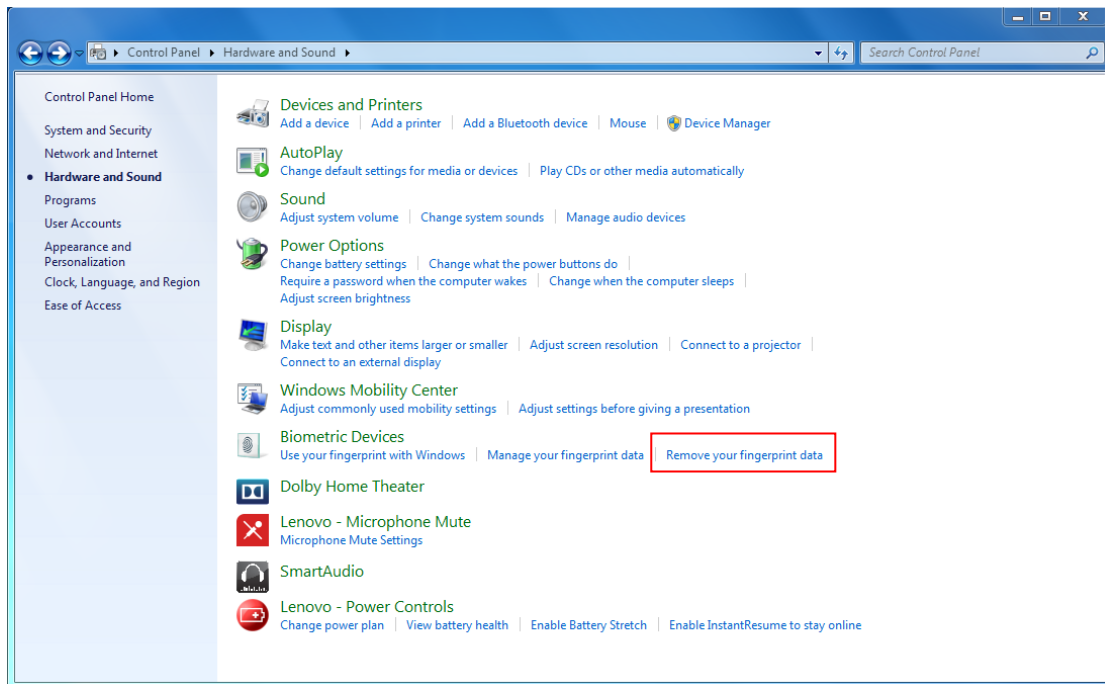 Control Panel Hardware and Sound Search Control Panel
Control Panel Home
System and Security
Network and Internet
Hardware and Sound
Programs
User Accounts
Appearance and
Personalization
Clock, Language, and Region
Ease of Access
Devices and Printers
Add a device Add a printer Add a Bluetooth device Mouse Device Manager
AutoPlay
Change default settings for media or devices Play CDs or other media automatically
Sound
Adjust system volume Change system sounds Manage audio devices
Power Options
Change battery settings Change what the power buttons do
Require a password when the computer wakes Change when the computer sleeps
Adjust screen brightness
Display
Make text and other items larger or smaller Adjust screen resolution Connect to a projector
Connect to an external display
Windows Mobility Center
Adjust commonly used mobility settings Adjust settings before giving a presentation
Biometric Devices
Use your fingerprint with Windows Manage your fingerprint data Remove your fingerprint data
Dolby Home Theater
Lenovo - Microphone Mute
Microphone Mute Settings
SmartAudio
Lenovo - Power Controls
Change power plan View battery health Enable Battery Stretch Enable InstantResume to stay online